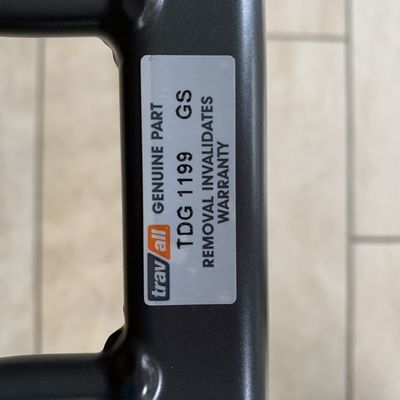 travall GENUINE PART
TDG 1199 GS
REMOVAL INVALIDATES
WARRANTY